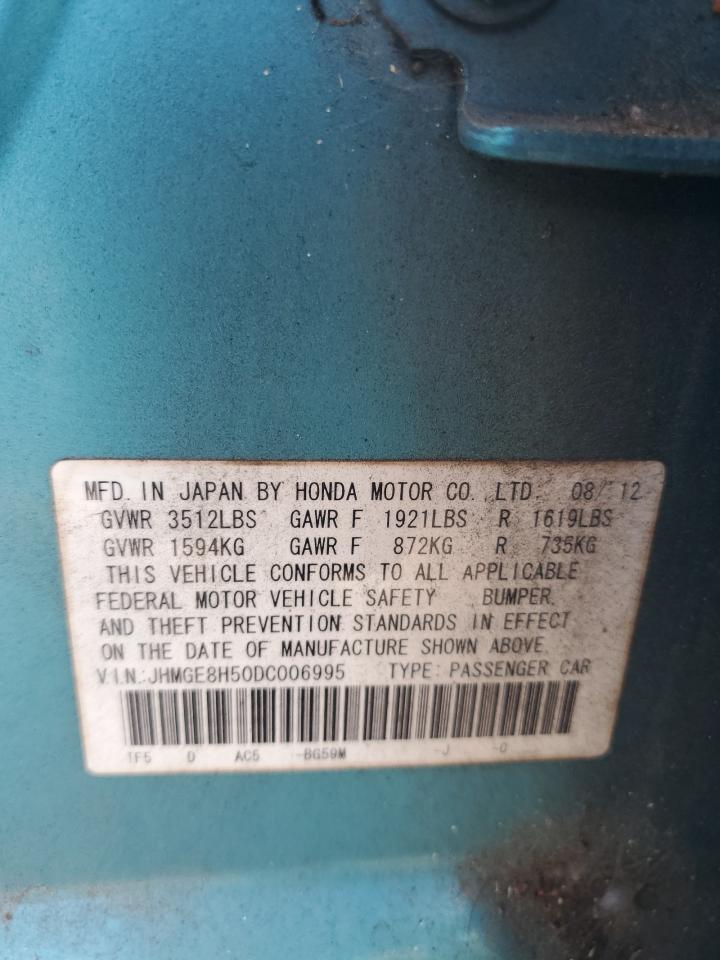 MFD. IN JAPAN BY HONDA MOTOR CO., LTD. 08/12
GVWR 3512LBS GAWR F 1921LBS R 1619LBS
GVWR 1594KG GAWR F 872KG R 735KG
THIS VEHICLE CONFORMS TO ALL APPLICABLE
FEDERAL MOTOR VEHICLE SAFETY BUMPER,
AND THEFT PREVENTION STANDARDS IN EFFECT
ON THE DATE OF MANUFACTURE SHOWN ABOVE.
V.I.N.:JHMGE8H50DC006995 TYPE: PASSENGER CAR
TF5 D AC5 -BG59M -J -0